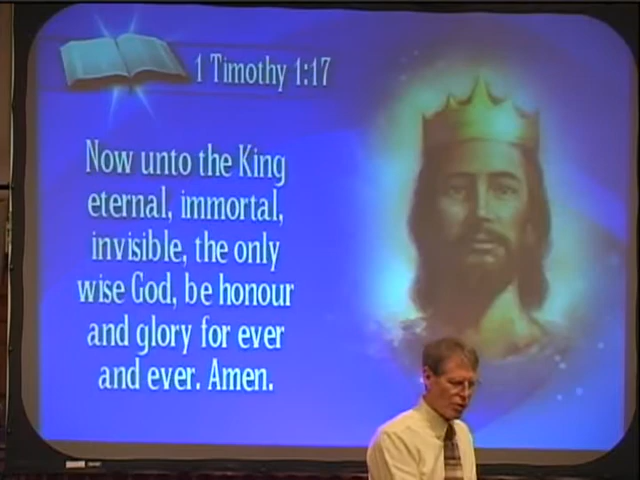 1 Timothy 1:17
Now unto the King
eternal, immortal,
invisible, the only
wise God, be honour
and glory for ever
and ever. Amen.